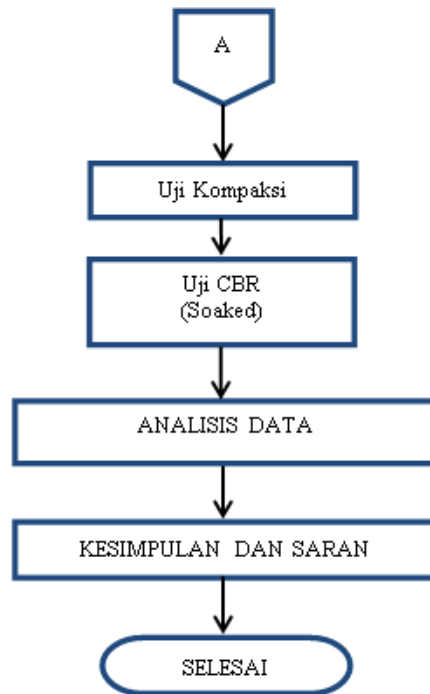 A
Uji Kompaksi
Uji CBR
(Soaked)
ANALISIS DATA
KESIMPULAN DAN SARAN
SELESAI